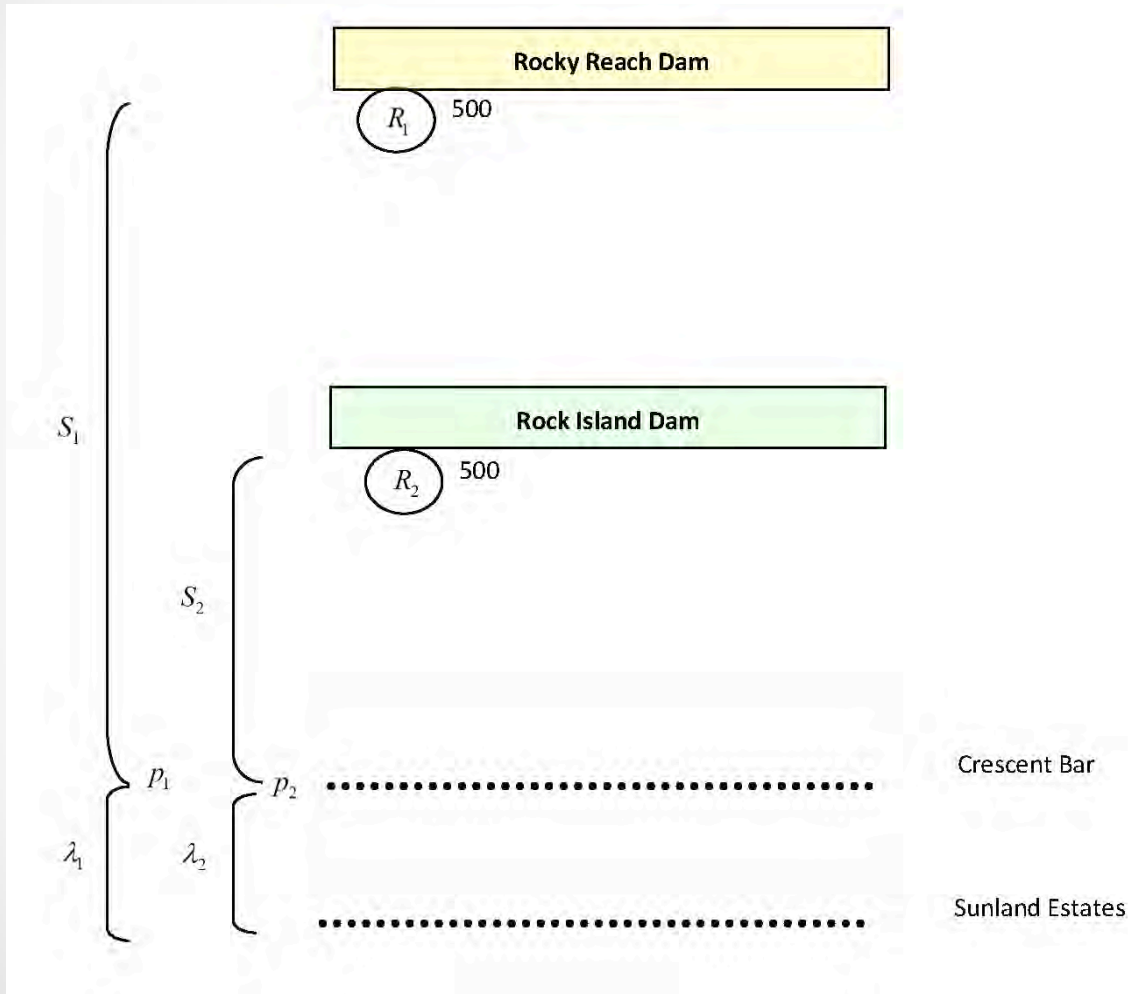 Rocky Reach Dam
R₁ 500
S₁
Rock Island Dam
R₂ 500
S₂
Crescent Bar
p₁ p₂
λ₁ λ₂
Sunland Estates